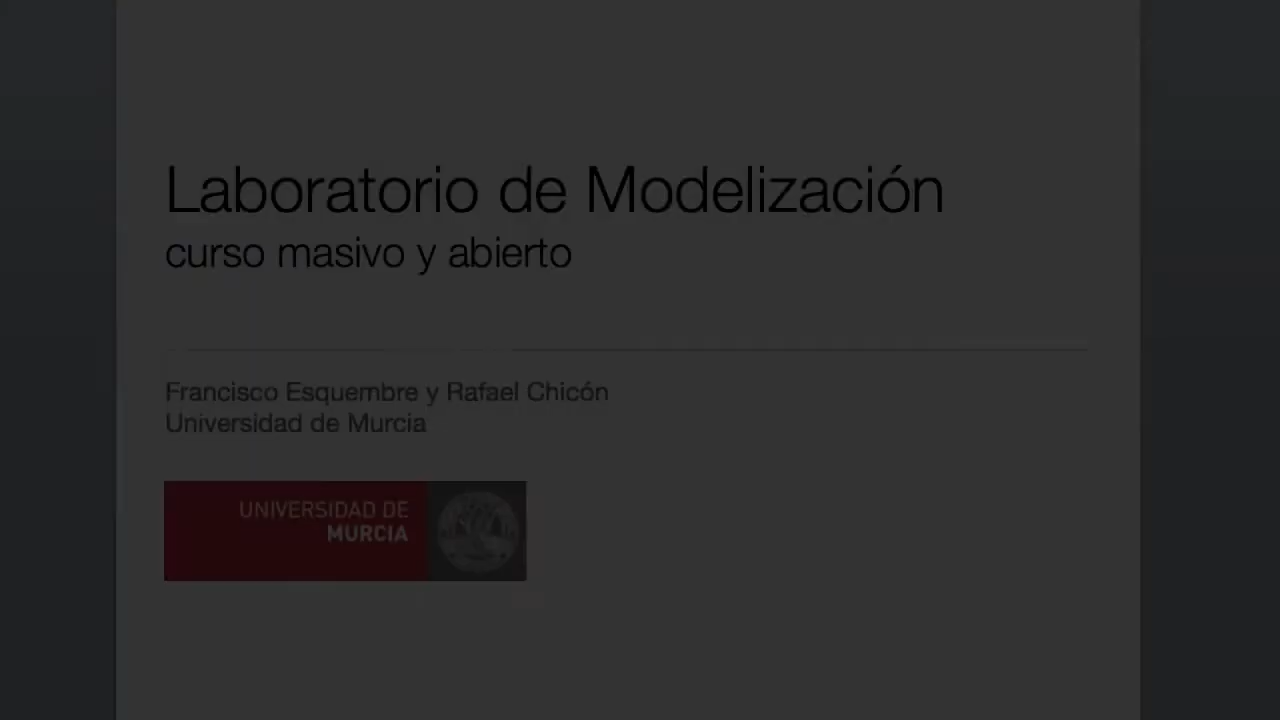 Laboratorio de Modelización
curso masivo y abierto
Francisco Esquembre y Rafael Chicón
Universidad de Murcia
UNIVERSIDAD DE
MURCIA